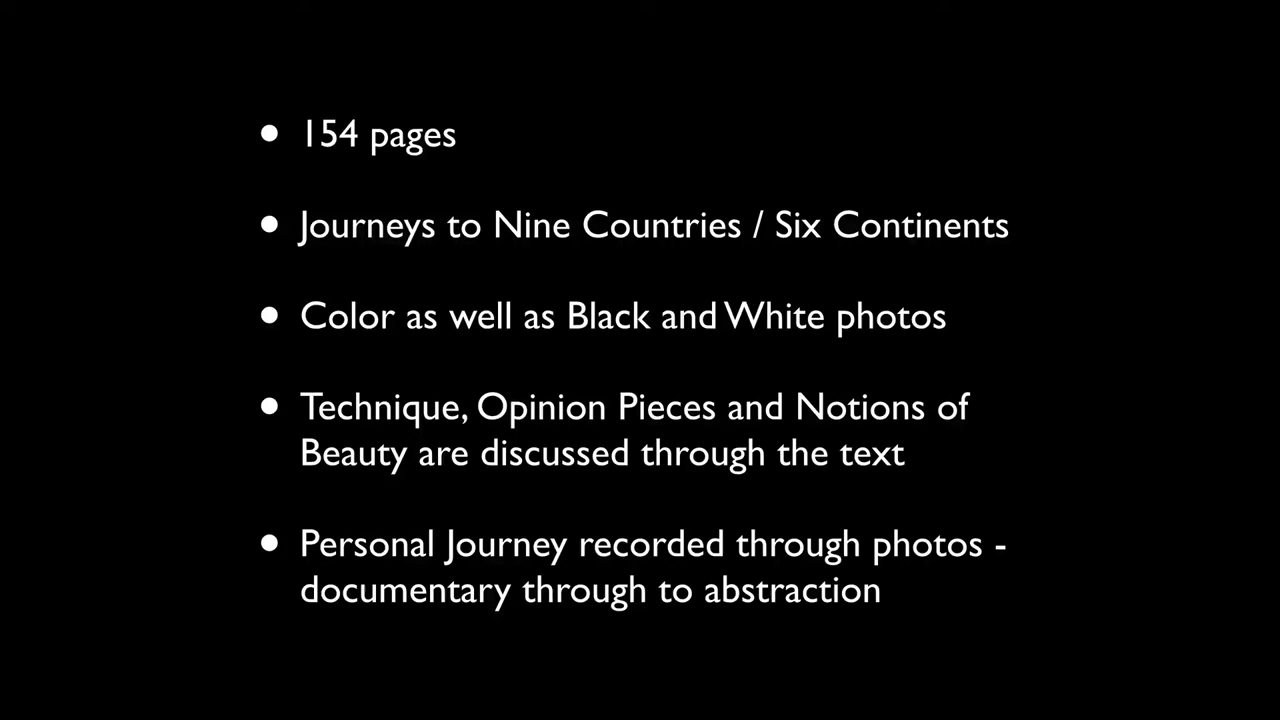 • 154 pages
• Journeys to Nine Countries / Six Continents
• Color as well as Black and White photos
• Technique, Opinion Pieces and Notions of
Beauty are discussed through the text
• Personal Journey recorded through photos -
documentary through to abstraction